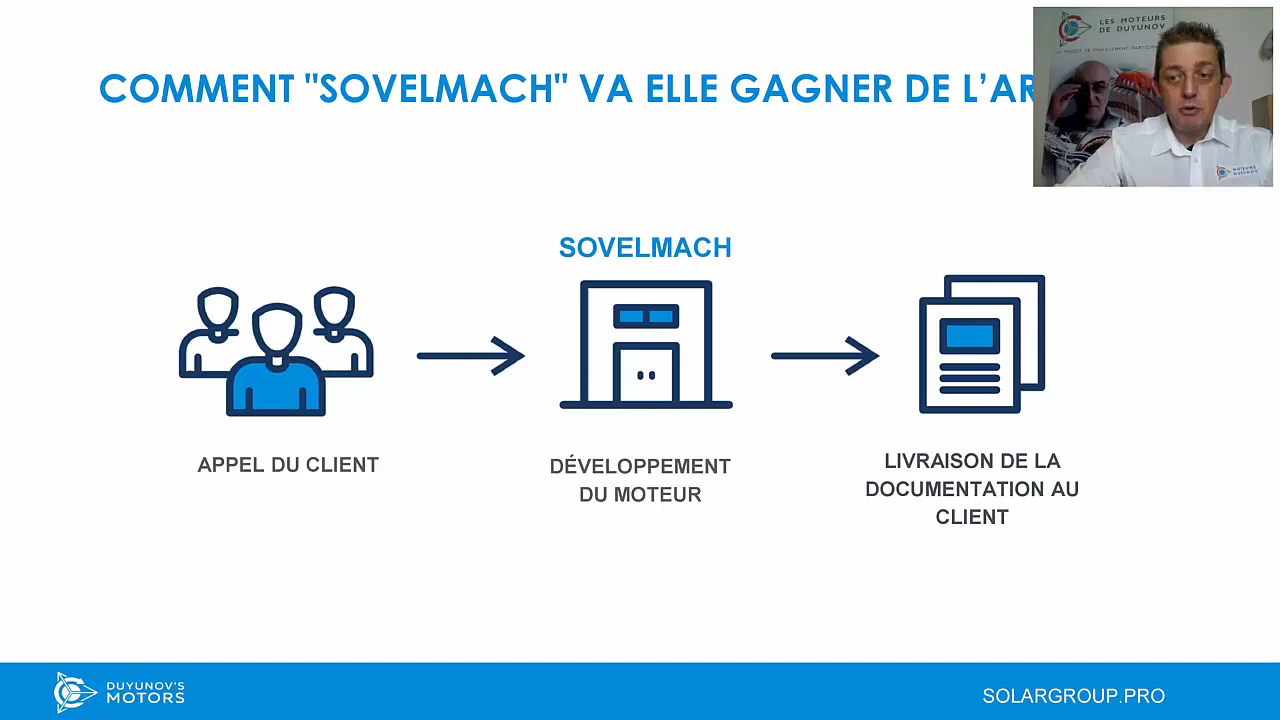 COMMENT "SOVELMACH" VA ELLE GAGNER DE L’AR
LES MOTEURS
DE DUYUNOV
SOVELMACH
APPEL DU CLIENT
DÉVELOPPEMENT
DU MOTEUR
LIVRAISON DE LA
DOCUMENTATION AU
CLIENT
DUYUNOV'S
MOTORS
SOLARGROUP.PRO